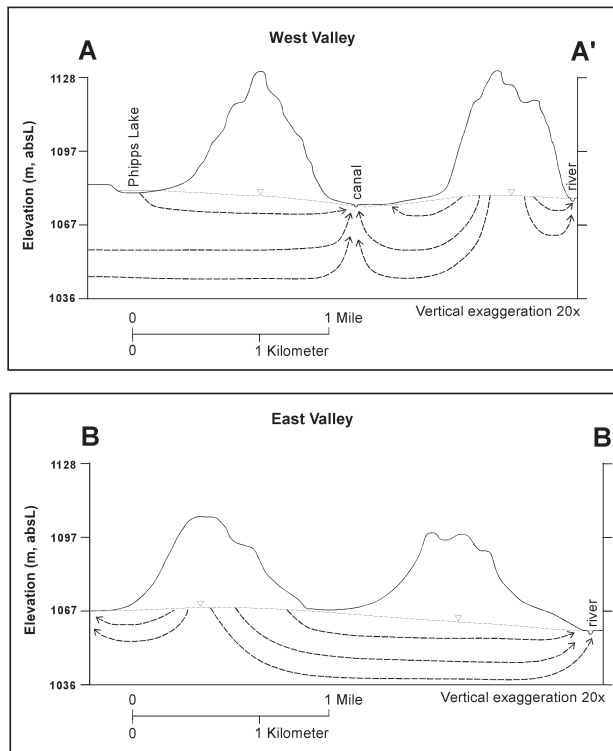 West Valley
A
A'
Elevation (m, absL)
1128
1097
1067
1036
Phipps Lake
canal
river
0
1 Mile
0
1 Kilometer
Vertical exaggeration 20x
East Valley
B
B
Elevation (m, absL)
1128
1097
1067
1036
river
0
1 Mile
0
1 Kilometer
Vertical exaggeration 20x